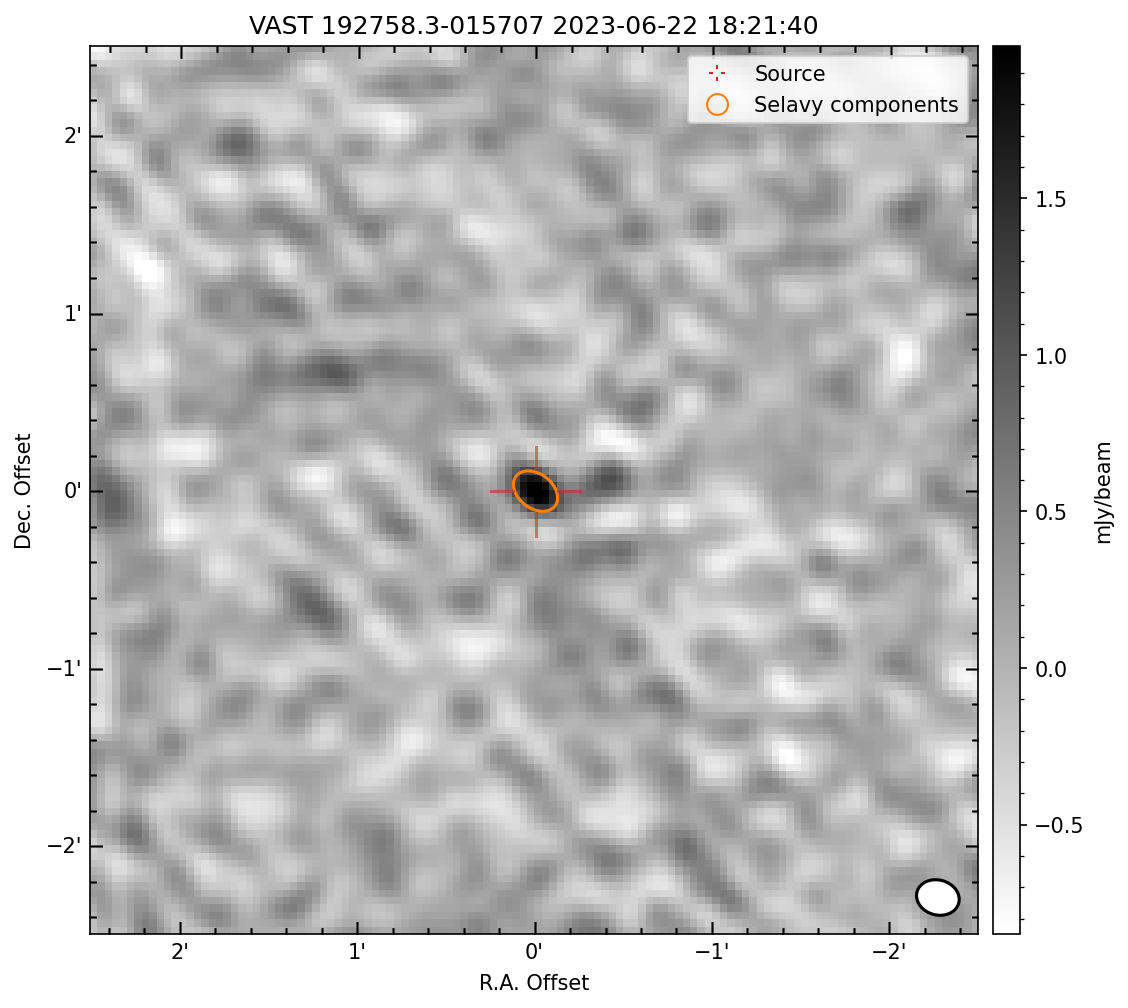 VAST 192758.3-015707 2023-06-22 18:21:40
Source
Selavy components
2'
1'
0'
−1'
−2'
Dec. Offset
2'
1'
0'
−1'
−2'
R.A. Offset
1.5
1.0
0.5
0.0
−0.5
mJy/beam